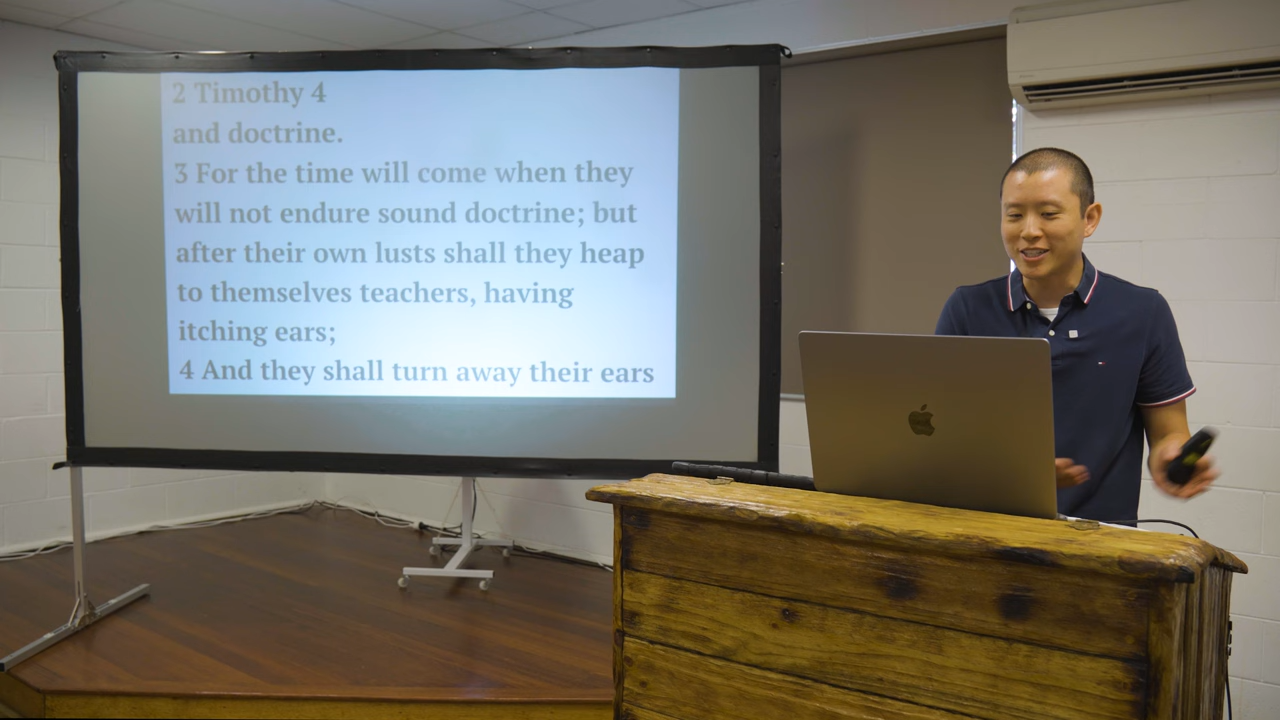 2 Timothy 4
and doctrine.
3 For the time will come when they
will not endure sound doctrine; but
after their own lusts shall they heap
to themselves teachers, having
itching ears;
4 And they shall turn away their ears